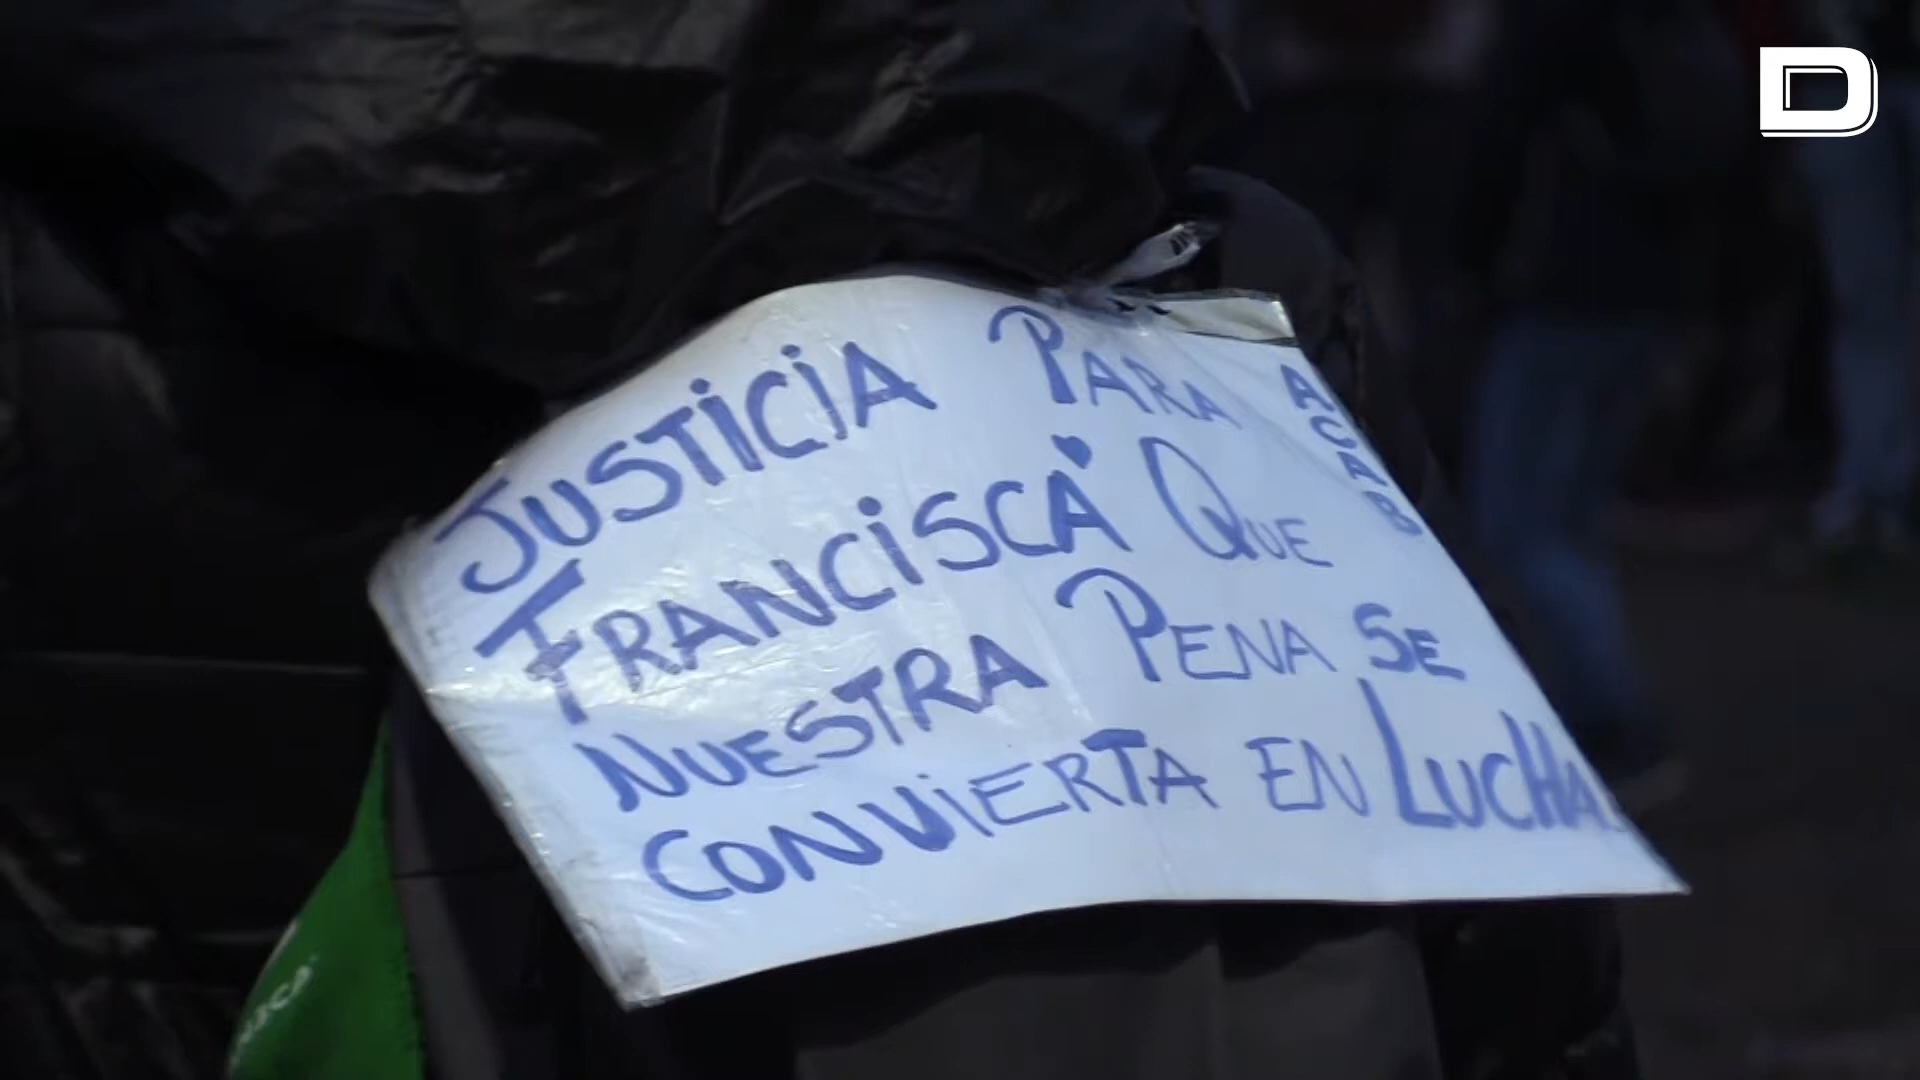 JUSTICIA PARA
FRANCISCA QUE
NUESTRA PENA SE
CONVIERTA EN LUCHA
ACAB
D